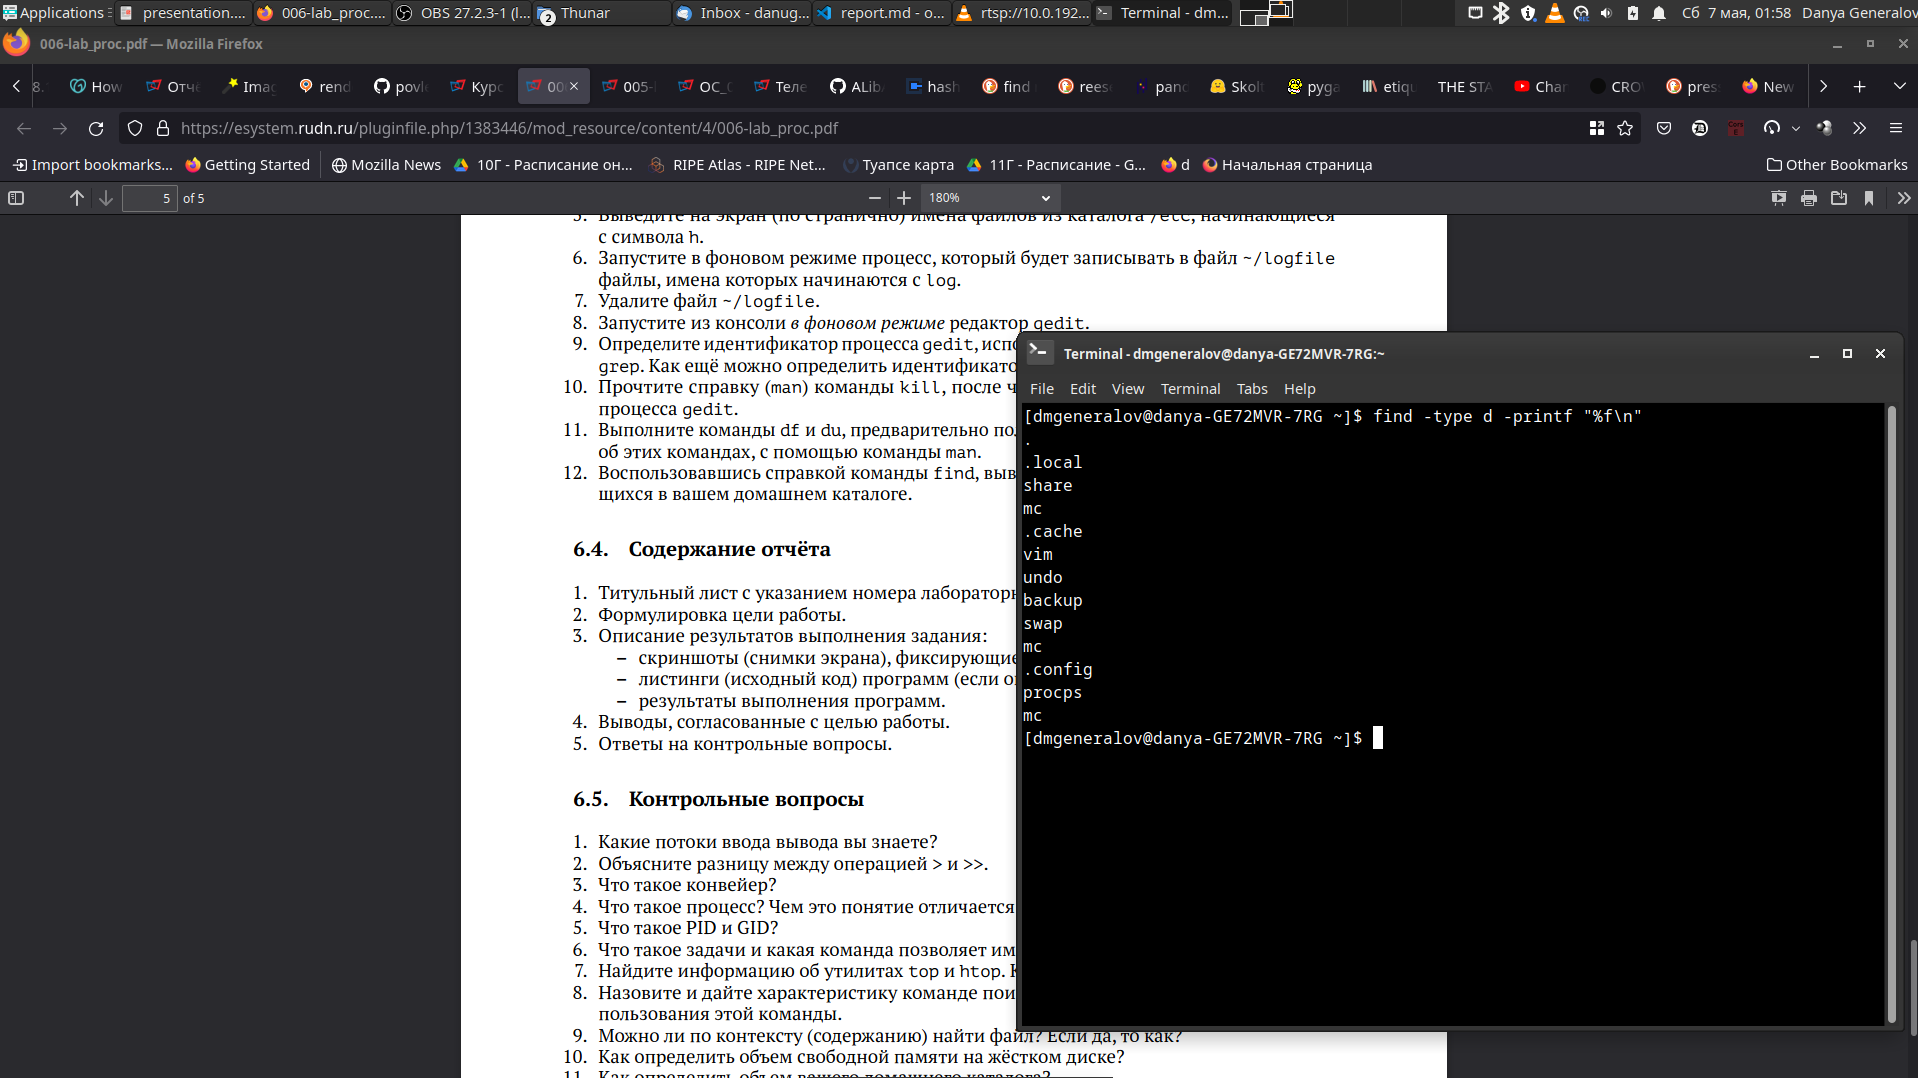 Applications
presentation....
006-lab_proc....
OBS 27.2.3-1 (l...
2
Thunar
Inbox - danug...
report.md - o...
rtsp://10.0.192...
Terminal - dm...
Сб 7 мая, 01:58
Danya Generalov
006-lab_proc.pdf — Mozilla Firefox
How
Отчё
Imag
rend
povl
Курс
00
005-
ОС_
Теле
ALib
hash
find
rees
panc
Skolt
pyga
etiqu
THE STA
Char
CRO
pres
New
https://esystem.rudn.ru/pluginfile.php/1383446/mod_resource/content/4/006-lab_proc.pdf
Import bookmarks...
Getting Started
Mozilla News
10Г - Расписание он...
RIPE Atlas - RIPE Net...
Туапсе карта
11Г - Расписание - G...
d
Начальная страница
Other Bookmarks
5 of 5
180%
5. Выведите на экран (по странично) имена файлов из каталога /etc, начинающиеся
с символа h.
6. Запустите в фоновом режиме процесс, который будет записывать в файл ~/logfile
файлы, имена которых начинаются с log.
7. Удалите файл ~/logfile.
8. Запустите из консоли в фоновом режиме редактор gedit.
9. Определите идентификатор процесса gedit, испо
grep. Как ещё можно определить идентификато
10. Прочтите справку (man) команды kill, после ч
процесса gedit.
11. Выполните команды df и du, предварительно пол
об этих командах, с помощью команды man.
12. Воспользовавшись справкой команды find, выв
щихся в вашем домашнем каталоге.
6.4. Содержание отчёта
1. Титульный лист с указанием номера лабораторн
2. Формулировка цели работы.
3. Описание результатов выполнения задания:
– скриншоты (снимки экрана), фиксирующие
– листинги (исходный код) программ (если о
– результаты выполнения программ.
4. Выводы, согласованные с целью работы.
5. Ответы на контрольные вопросы.
6.5. Контрольные вопросы
1. Какие потоки ввода вывода вы знаете?
2. Объясните разницу между операцией > и >>.
3. Что такое конвейер?
4. Что такое процесс? Чем это понятие отличается
5. Что такое PID и GID?
6. Что такое задачи и какая команда позволяет им
7. Найдите информацию об утилитах top и htop. К
8. Назовите и дайте характеристику команде пои
пользования этой команды.
9. Можно ли по контексту (содержанию) найти файл? Если да, то как?
10. Как определить объем свободной памяти на жёстком диске?
11. Как определить объем вашего домашнего каталога?
Terminal - dmgeneralov@danya-GE72MVR-7RG:~
File Edit View Terminal Tabs Help
[dmgeneralov@danya-GE72MVR-7RG ~]$ find -type d -printf "%f\n"
.
.local
share
mc
.cache
vim
undo
backup
swap
mc
.config
procps
mc
[dmgeneralov@danya-GE72MVR-7RG ~]$